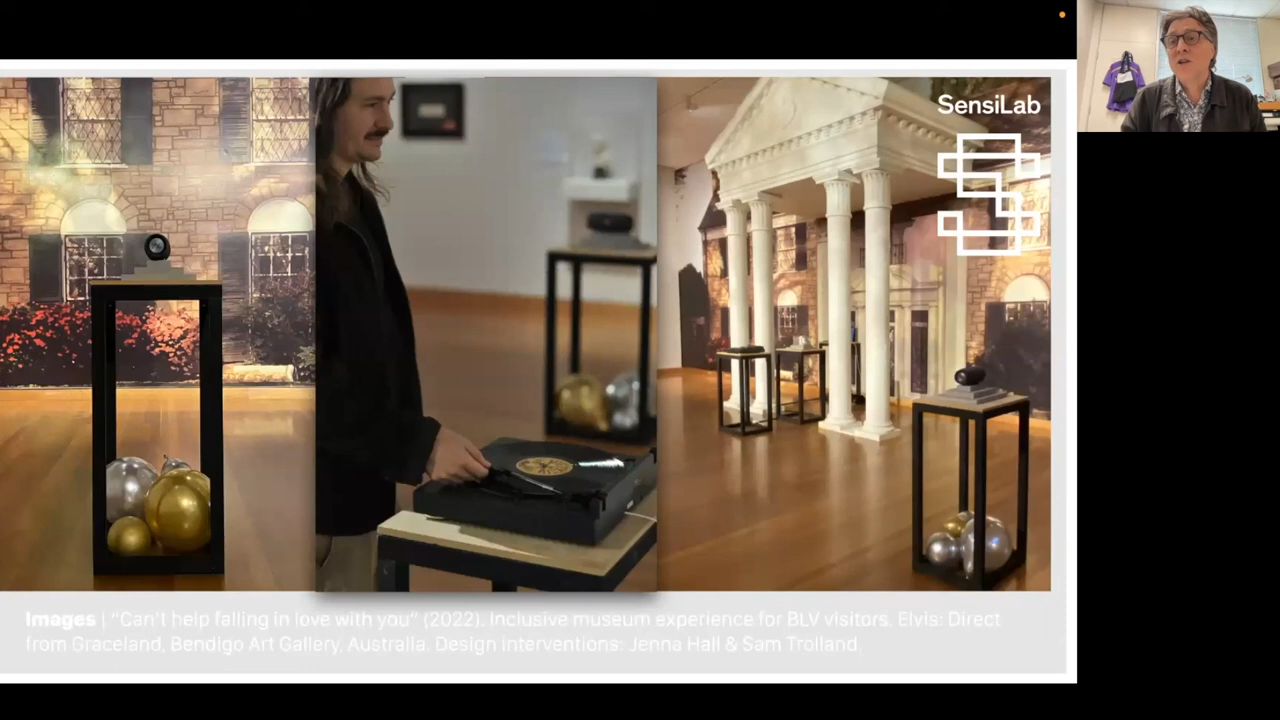 SensiLab
Images | "Can't help falling in love with you" (2022). Inclusive museum experience for BLV visitors. Elvis: Direct
from Graceland, Bendigo Art Gallery, Australia. Design interventions: Jenna Hall & Sam Trolland.